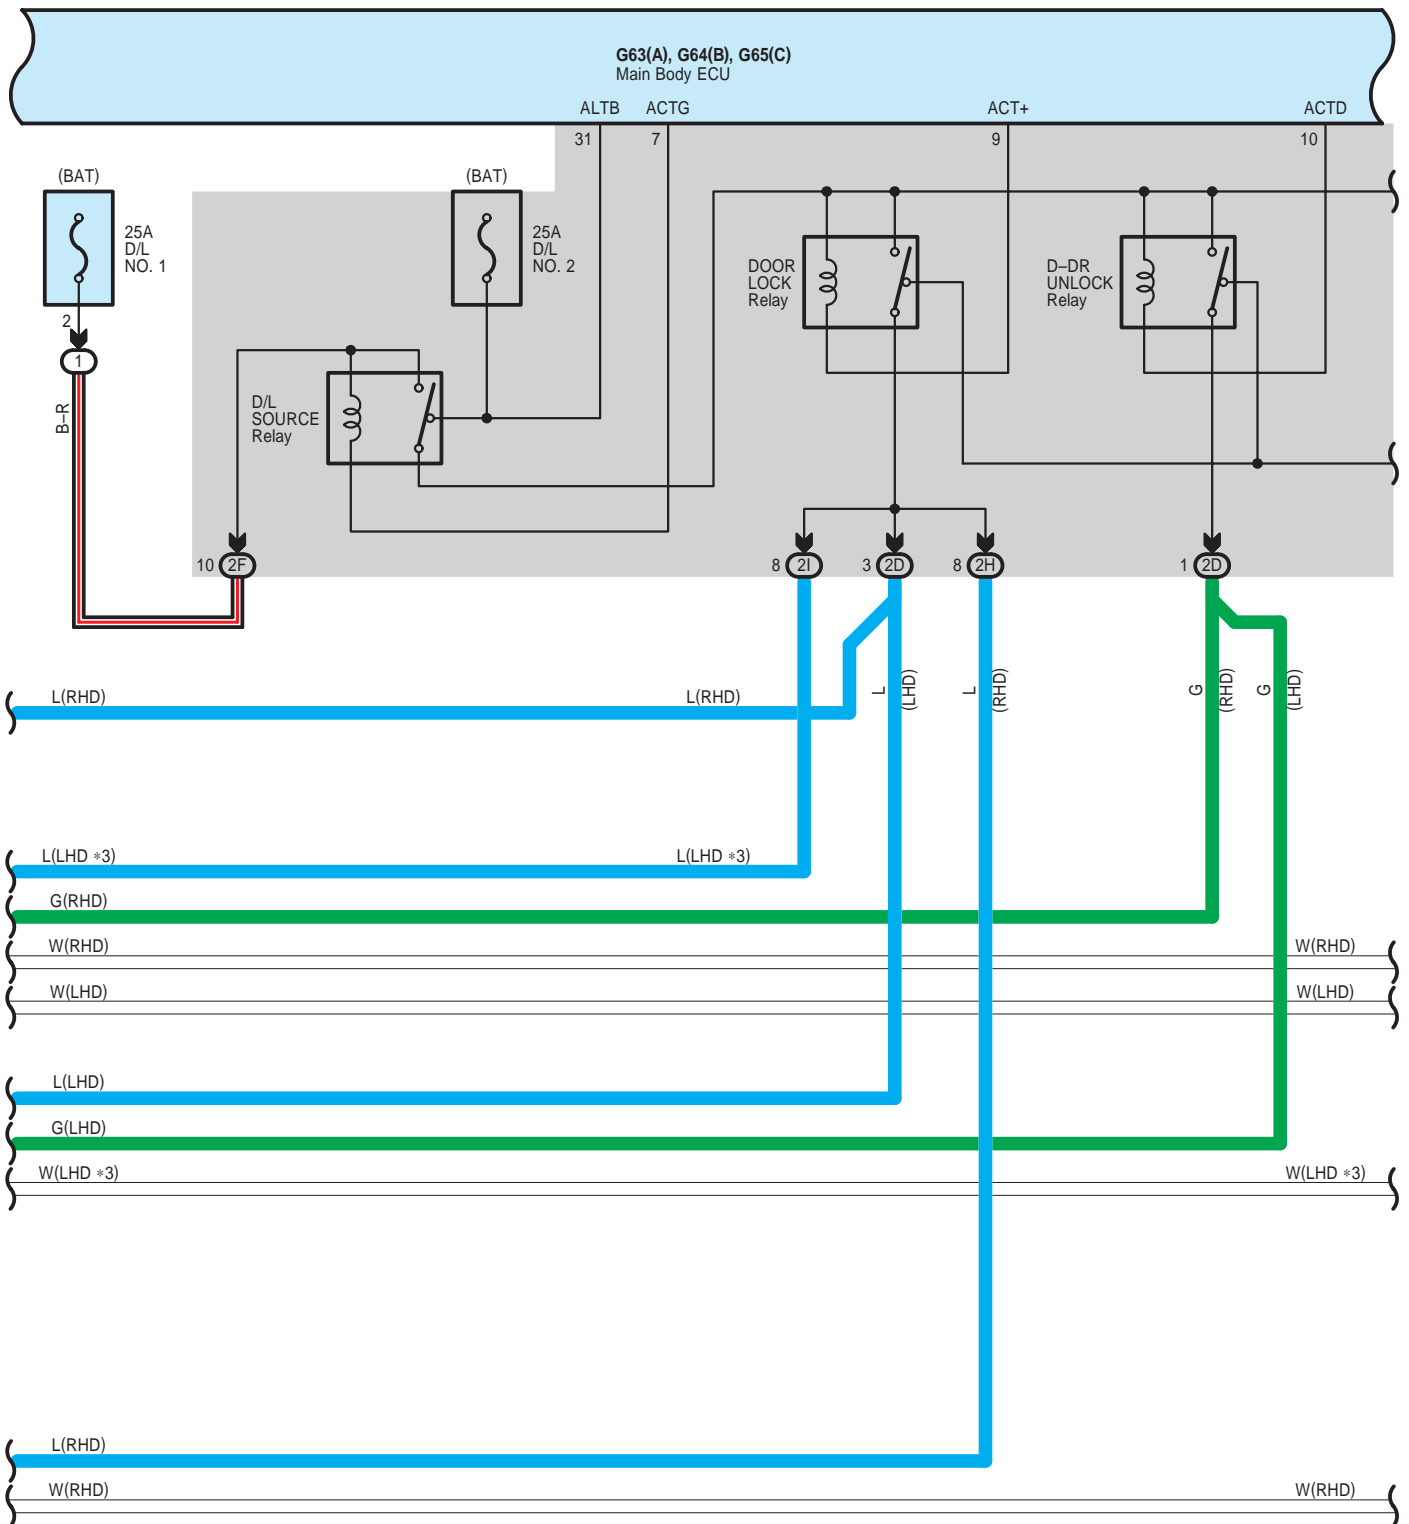 G63(A), G64(B), G65(C)
Main Body ECU
ALTB
ACTG
ACT+
ACTD
31
7
9
10
(BAT)
(BAT)
25A
D/L
NO. 1
25A
D/L
NO. 2
DOOR
LOCK
Relay
D–DR
UNLOCK
Relay
2
1
B–R
D/L
SOURCE
Relay
10
2F
8
2I
3
2D
8
2H
1
2D
L(RHD)
L(RHD)
L
(LHD)
L
(RHD)
G
(RHD)
G
(LHD)
L(LHD *3)
L(LHD *3)
G(RHD)
W(RHD)
W(RHD)
W(LHD)
W(LHD)
L(LHD)
G(LHD)
W(LHD *3)
W(LHD *3)
L(RHD)
W(RHD)
W(RHD)